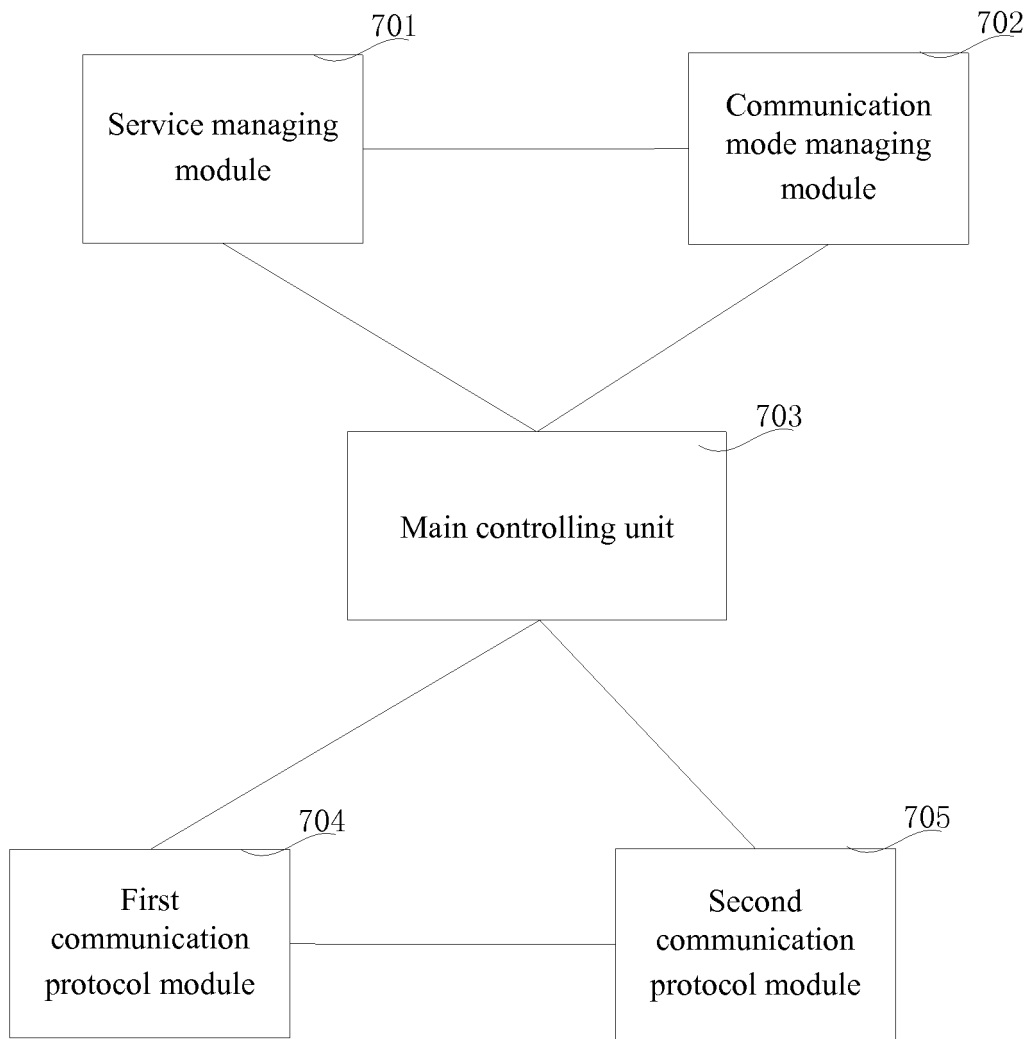 701
702
Service managing
module
Communication
mode managing
module
703
Main controlling unit
704
705
First
communication
protocol module
Second
communication
protocol module